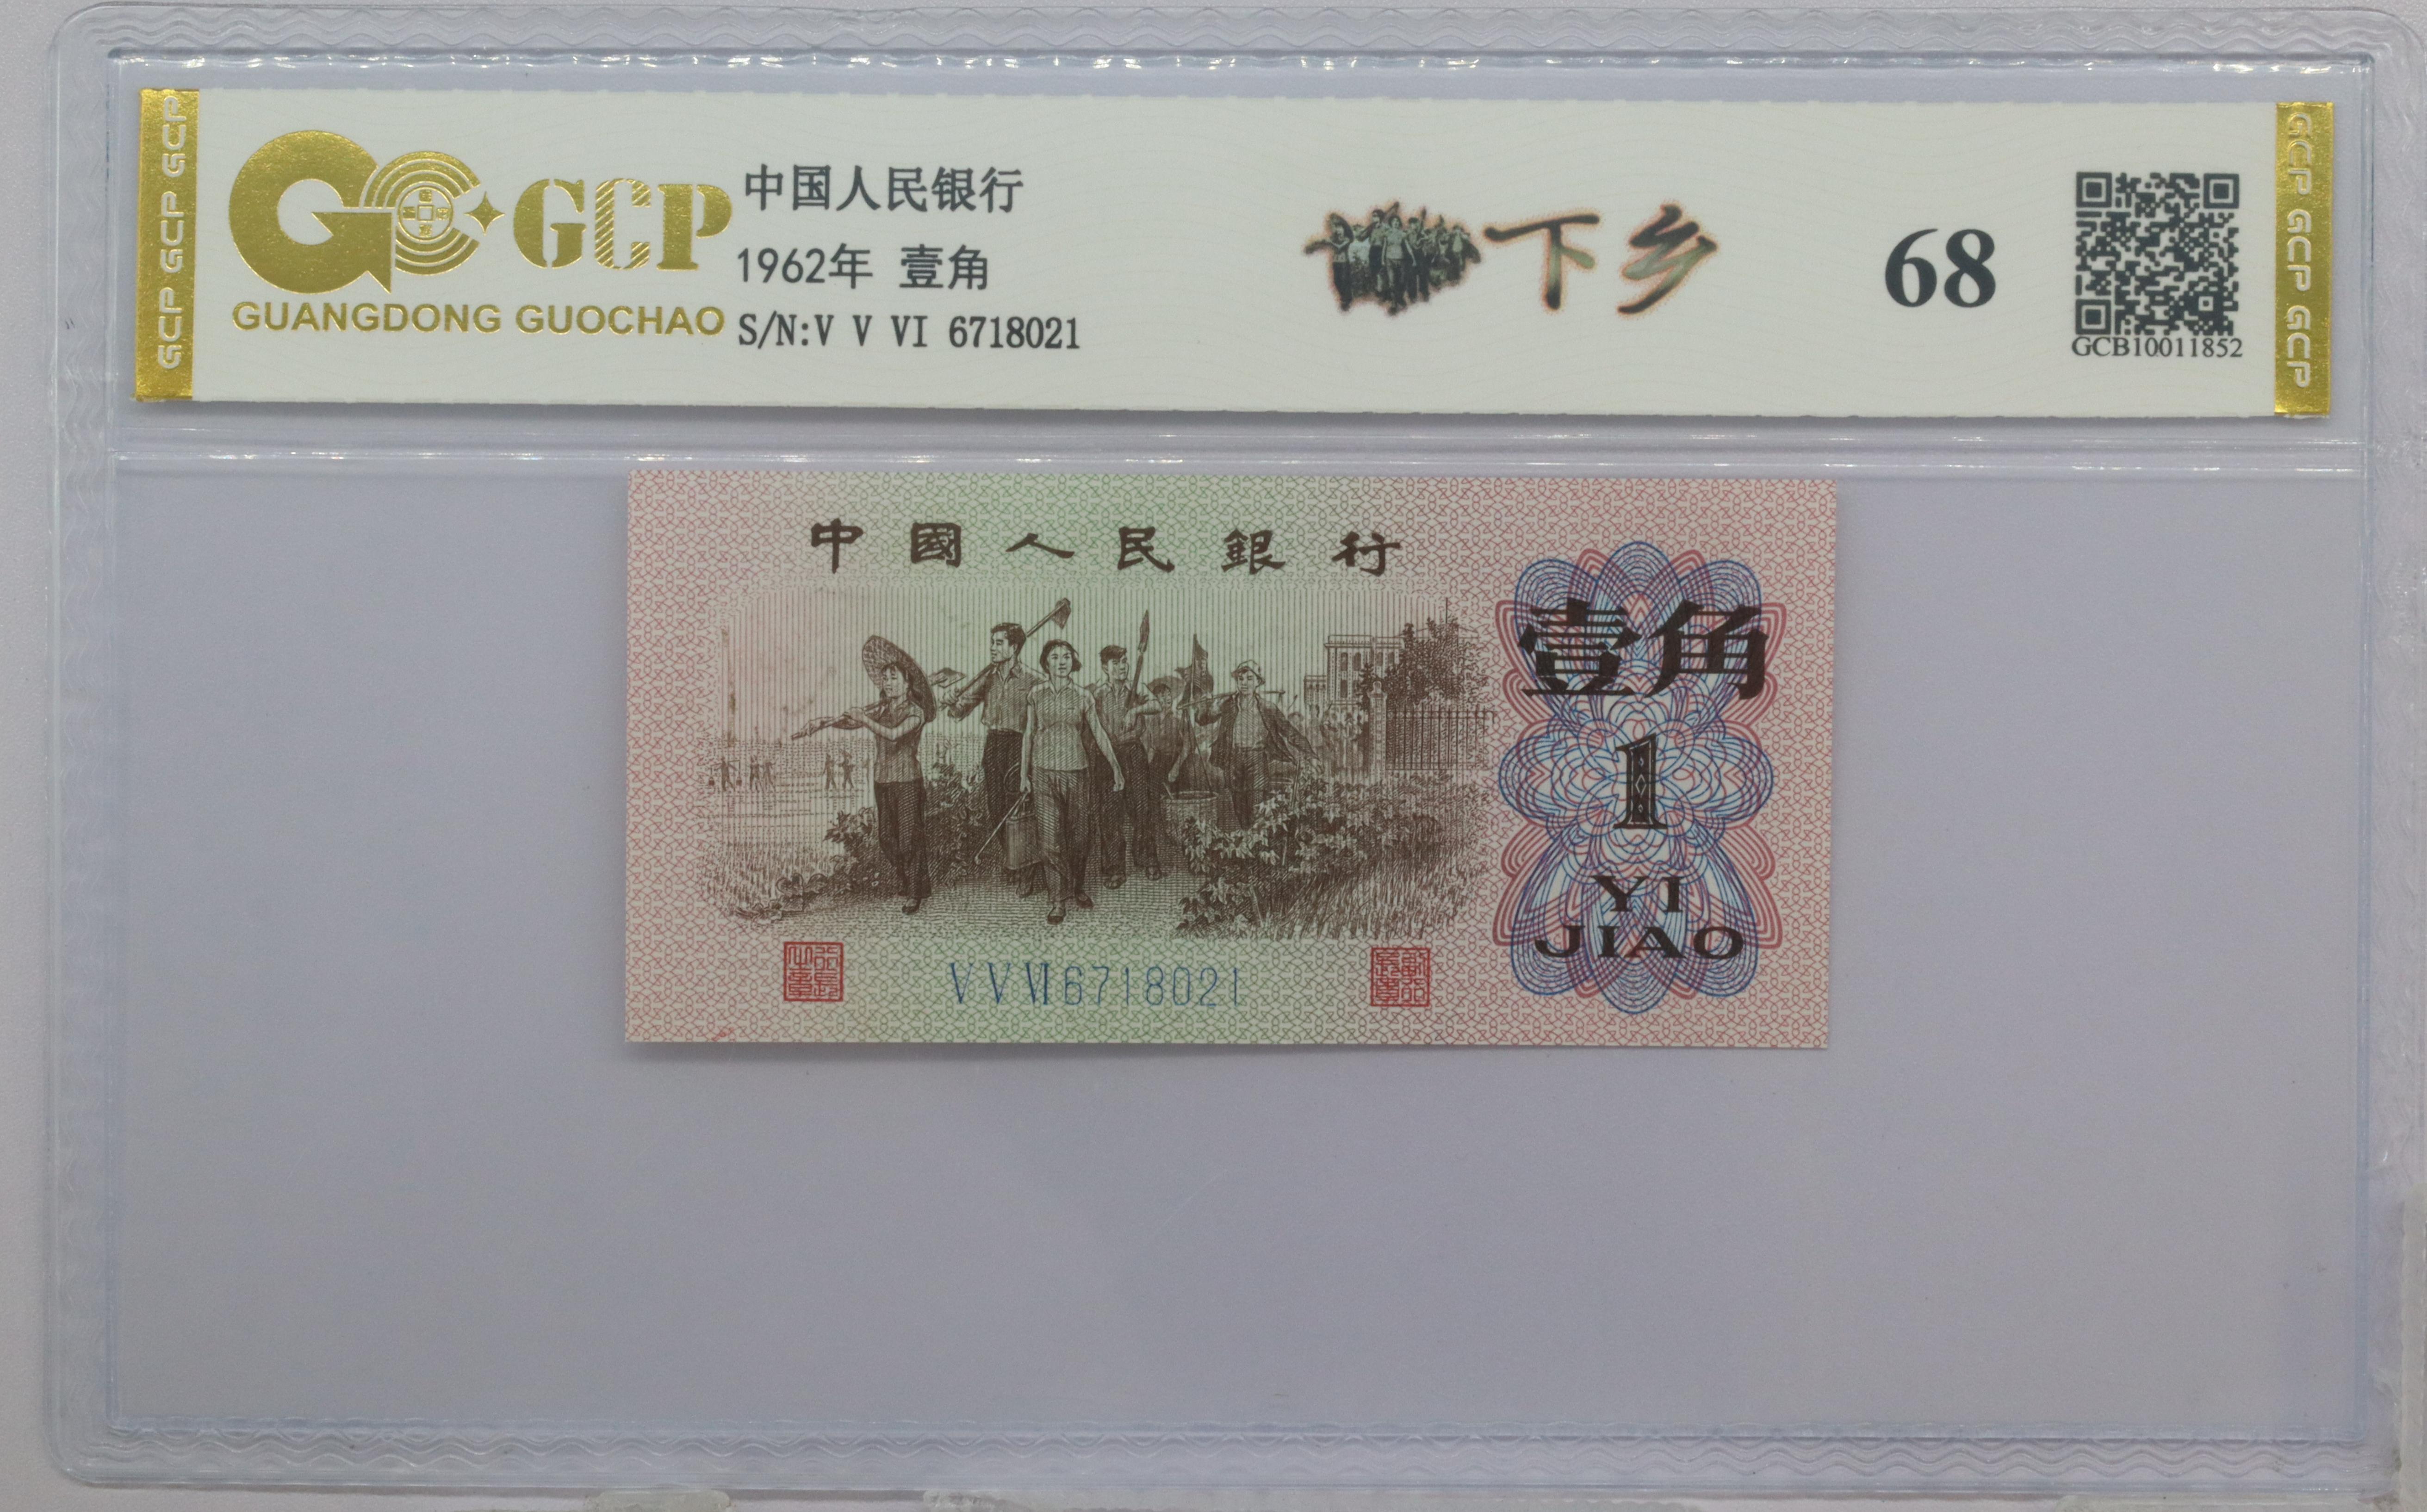 GCP GCP GCP
GCP
GUANGDONG GUOCHAO
中国人民银行
1962年 壹角
S/N:V V VI 6718021
下乡
68
GCB10011852
GCP GCP GCP
中國人民銀行
壹角
1
YI
JIAO
V V VI 6718021